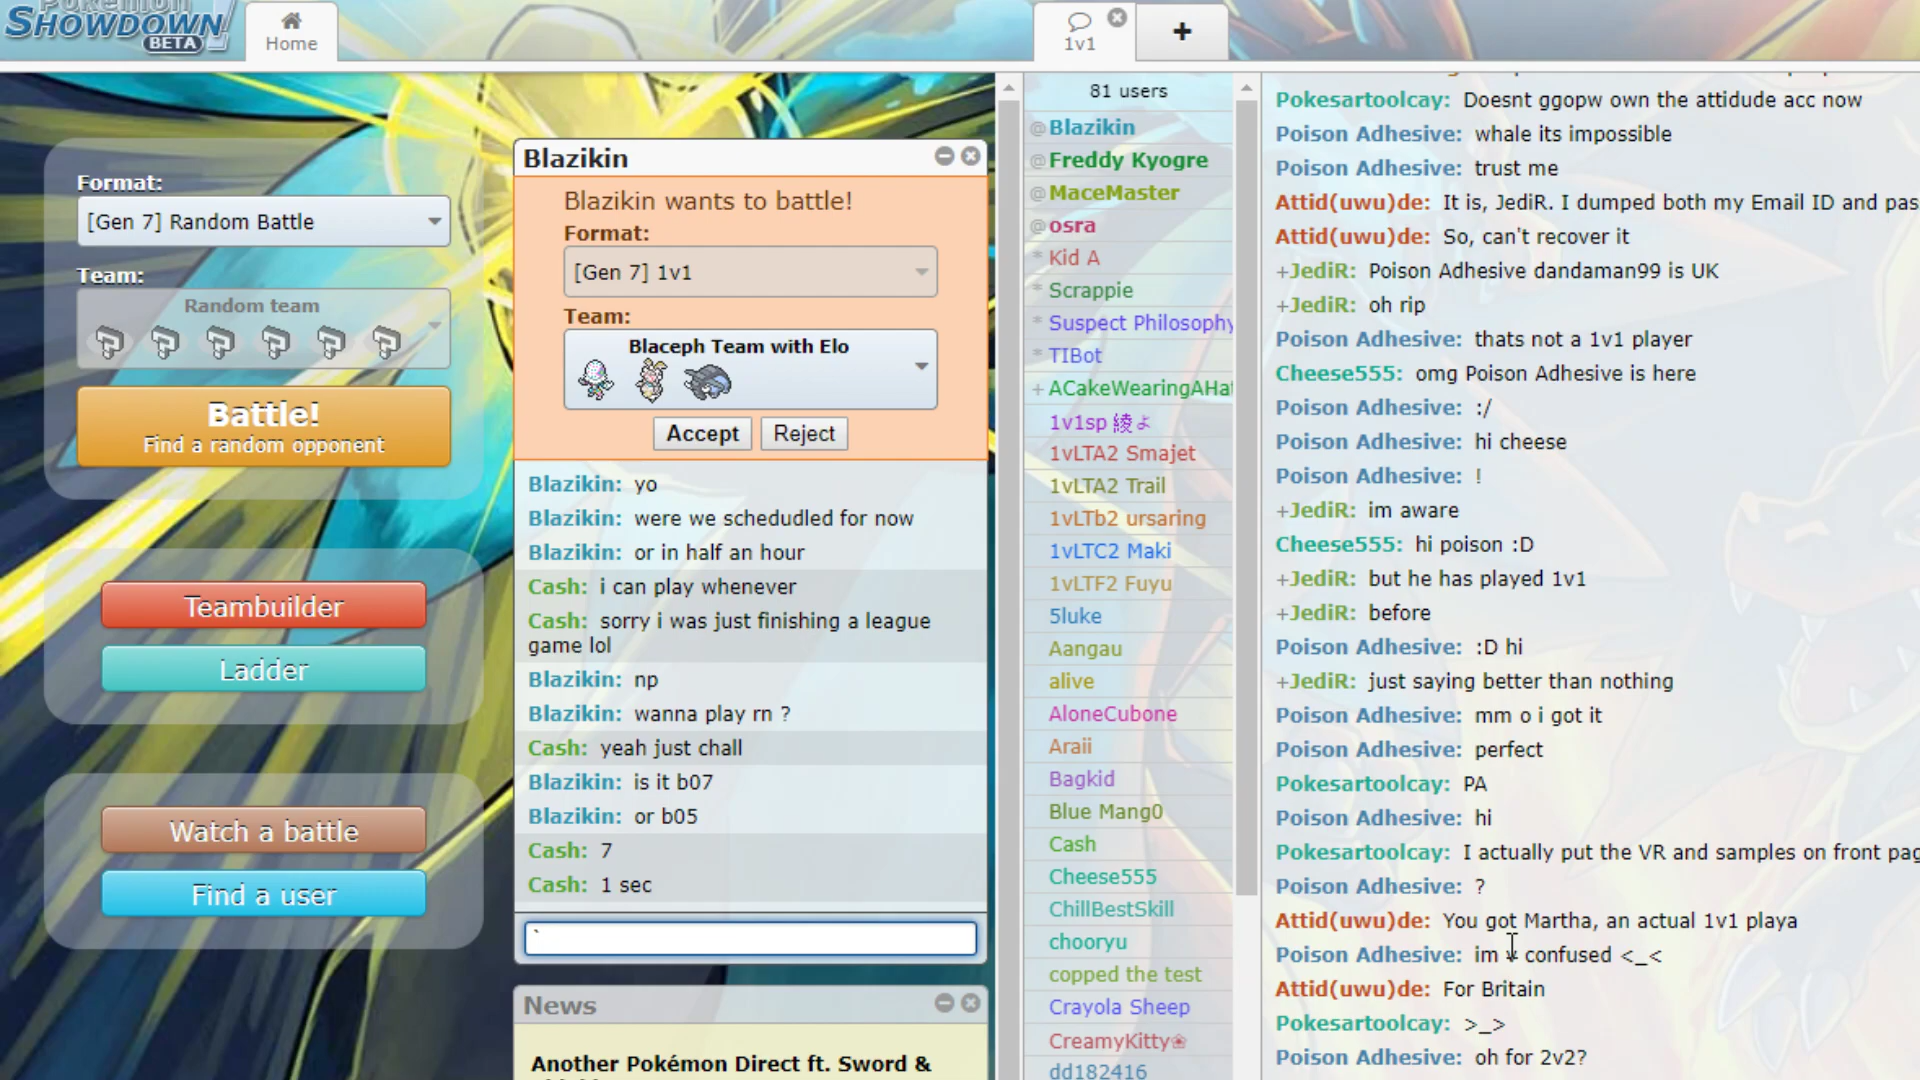 Pokémon
SHOWDOWN!
BETA
Home
1v1
Format:
[Gen 7] Random Battle
Team:
Random team
Battle!
Find a random opponent
Teambuilder
Ladder
Watch a battle
Find a user
Blazikin
Blazikin wants to battle!
Format:
[Gen 7] 1v1
Team:
Blaceph Team with Elo
Accept
Reject
Blazikin: yo
Blazikin: were we schedudled for now
Blazikin: or in half an hour
Cash: i can play whenever
Cash: sorry i was just finishing a league
game lol
Blazikin: np
Blazikin: wanna play rn ?
Cash: yeah just chall
Blazikin: is it b07
Blazikin: or b05
Cash: 7
Cash: 1 sec
`
News
Another Pokémon Direct ft. Sword &
81 users
@Blazikin
@Freddy Kyogre
@MaceMaster
@osra
* Kid A
* Scrappie
* Suspect Philosophy
* TIBot
+ACakeWearingAHat
1v1sp 綾よ
1vLTA2 Smajet
1vLTA2 Trail
1vLTb2 ursaring
1vLTC2 Maki
1vLTF2 Fuyu
5luke
Aangau
alive
AloneCubone
Araii
Bagkid
Blue Mang0
Cash
Cheese555
ChillBestSkill
chooryu
copped the test
Crayola Sheep
CreamyKitty❀
dd182416
Pokesartoolcay: Doesnt ggopw own the attidude acc now
Poison Adhesive: whale its impossible
Poison Adhesive: trust me
Attid(uwu)de: It is, JediR. I dumped both my Email ID and pas
Attid(uwu)de: So, can't recover it
+JediR: Poison Adhesive dandaman99 is UK
+JediR: oh rip
Poison Adhesive: thats not a 1v1 player
Cheese555: omg Poison Adhesive is here
Poison Adhesive: :/
Poison Adhesive: hi cheese
Poison Adhesive: !
+JediR: im aware
Cheese555: hi poison :D
+JediR: but he has played 1v1
+JediR: before
Poison Adhesive: :D hi
+JediR: just saying better than nothing
Poison Adhesive: mm o i got it
Poison Adhesive: perfect
Pokesartoolcay: PA
Poison Adhesive: hi
Pokesartoolcay: I actually put the VR and samples on front pag
Poison Adhesive: ?
Attid(uwu)de: You got Martha, an actual 1v1 playa
Poison Adhesive: im confused <_<
Attid(uwu)de: For Britain
Pokesartoolcay: >_>
Poison Adhesive: oh for 2v2?